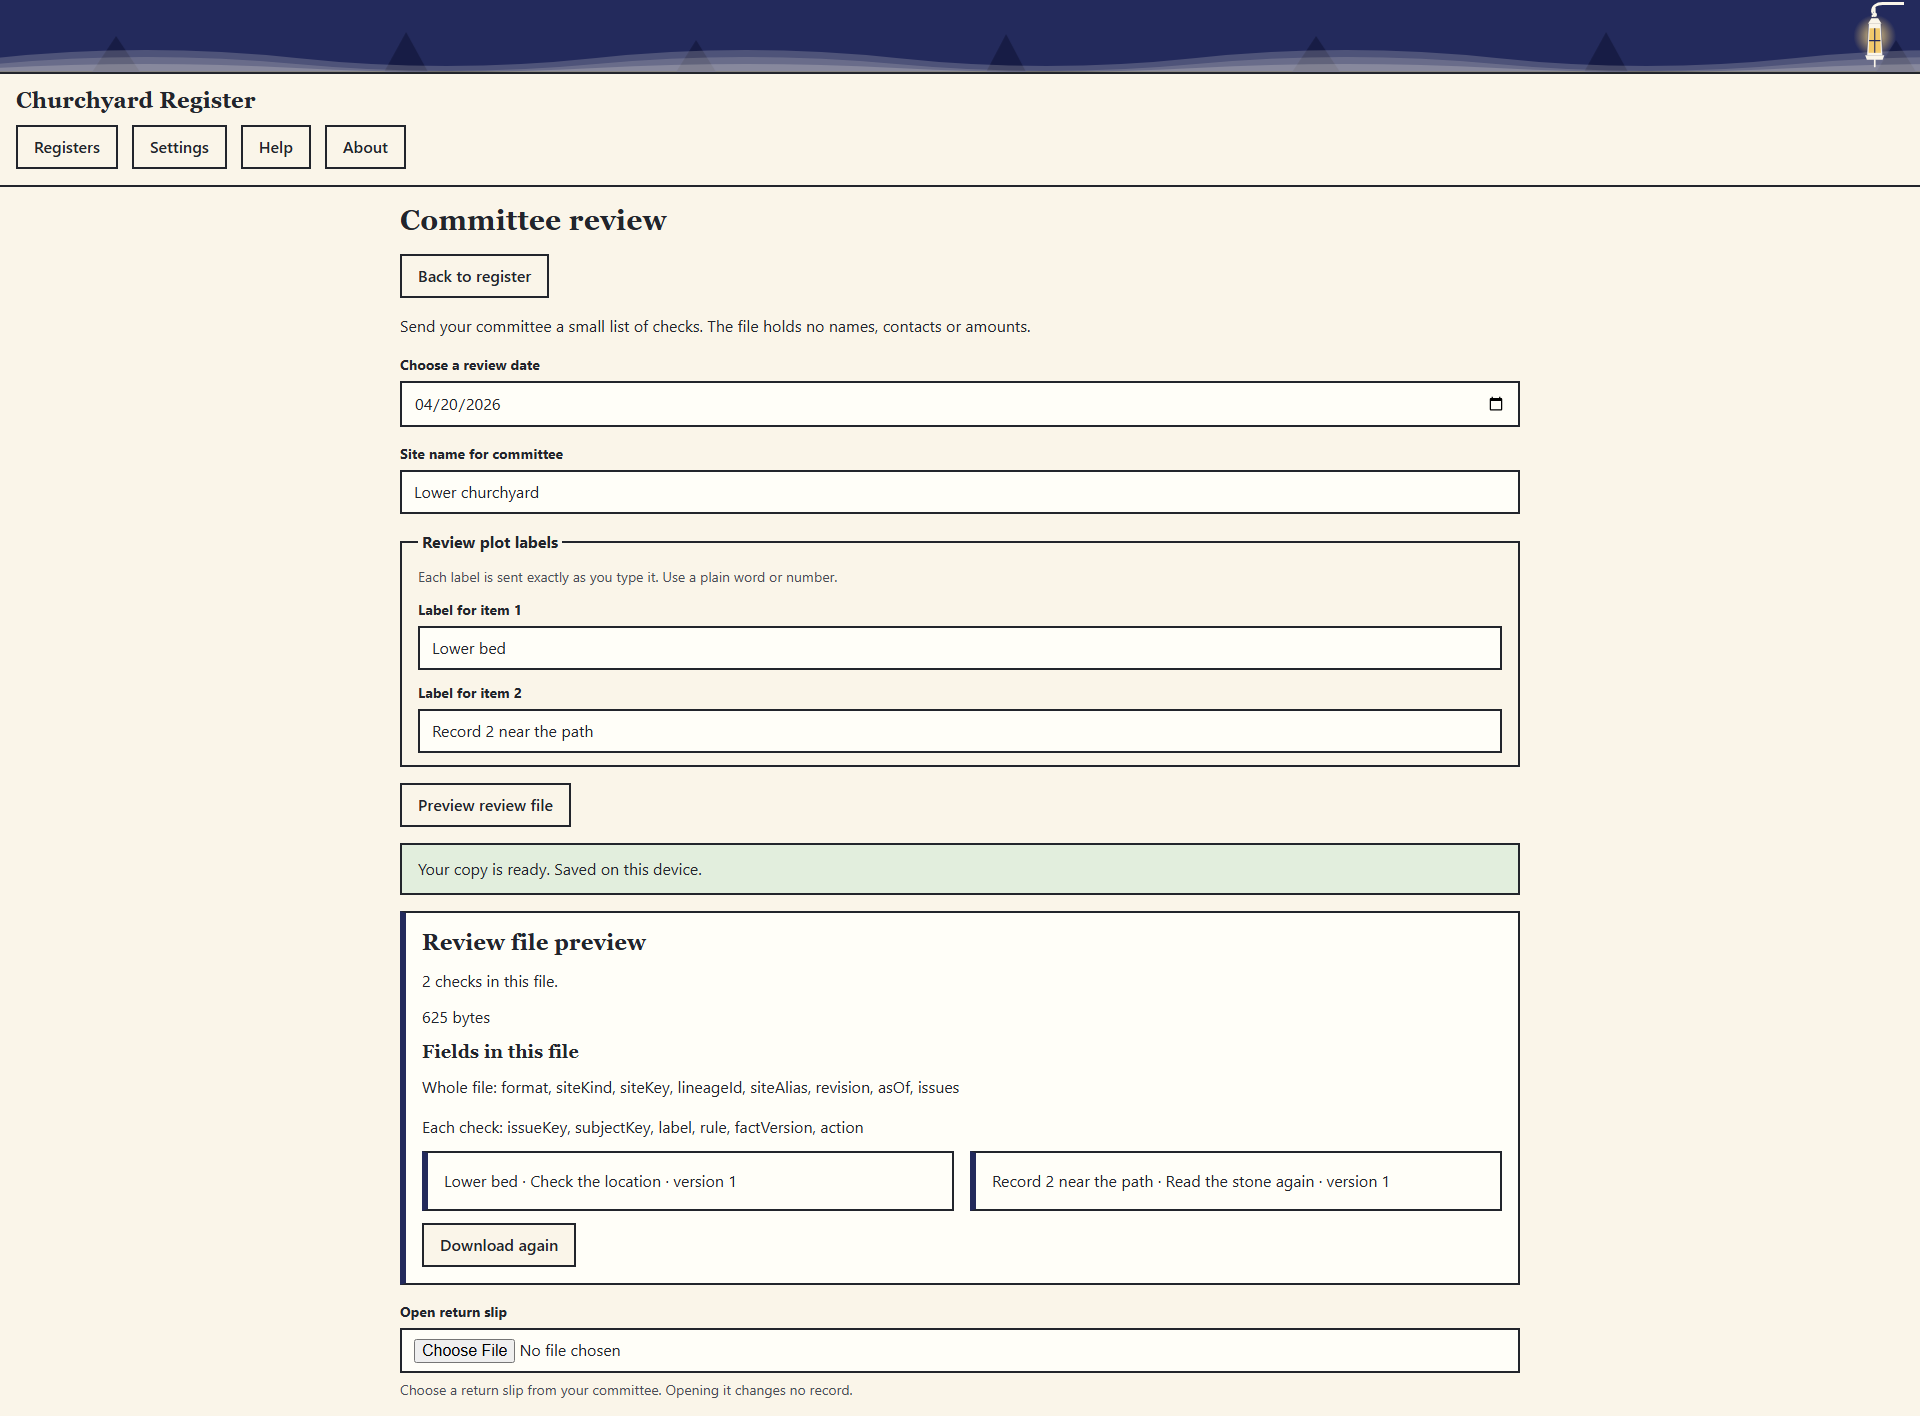 Churchyard Register
Registers
Settings
Help
About
Committee review
Back to register
Send your committee a small list of checks. The file holds no names, contacts or amounts.
Choose a review date
04/20/2026
Site name for committee
Lower churchyard
Review plot labels
Each label is sent exactly as you type it. Use a plain word or number.
Label for item 1
Lower bed
Label for item 2
Record 2 near the path
Preview review file
Your copy is ready. Saved on this device.
Review file preview
2 checks in this file.
625 bytes
Fields in this file
Whole file: format, siteKind, siteKey, lineageId, siteAlias, revision, asOf, issues
Each check: issueKey, subjectKey, label, rule, factVersion, action
Lower bed · Check the location · version 1
Record 2 near the path · Read the stone again · version 1
Download again
Open return slip
Choose File No file chosen
Choose a return slip from your committee. Opening it changes no record.